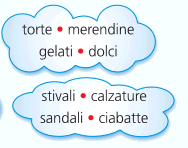 torte • merendine
gelati • dolci
stivali • calzature
sandali • ciabatte